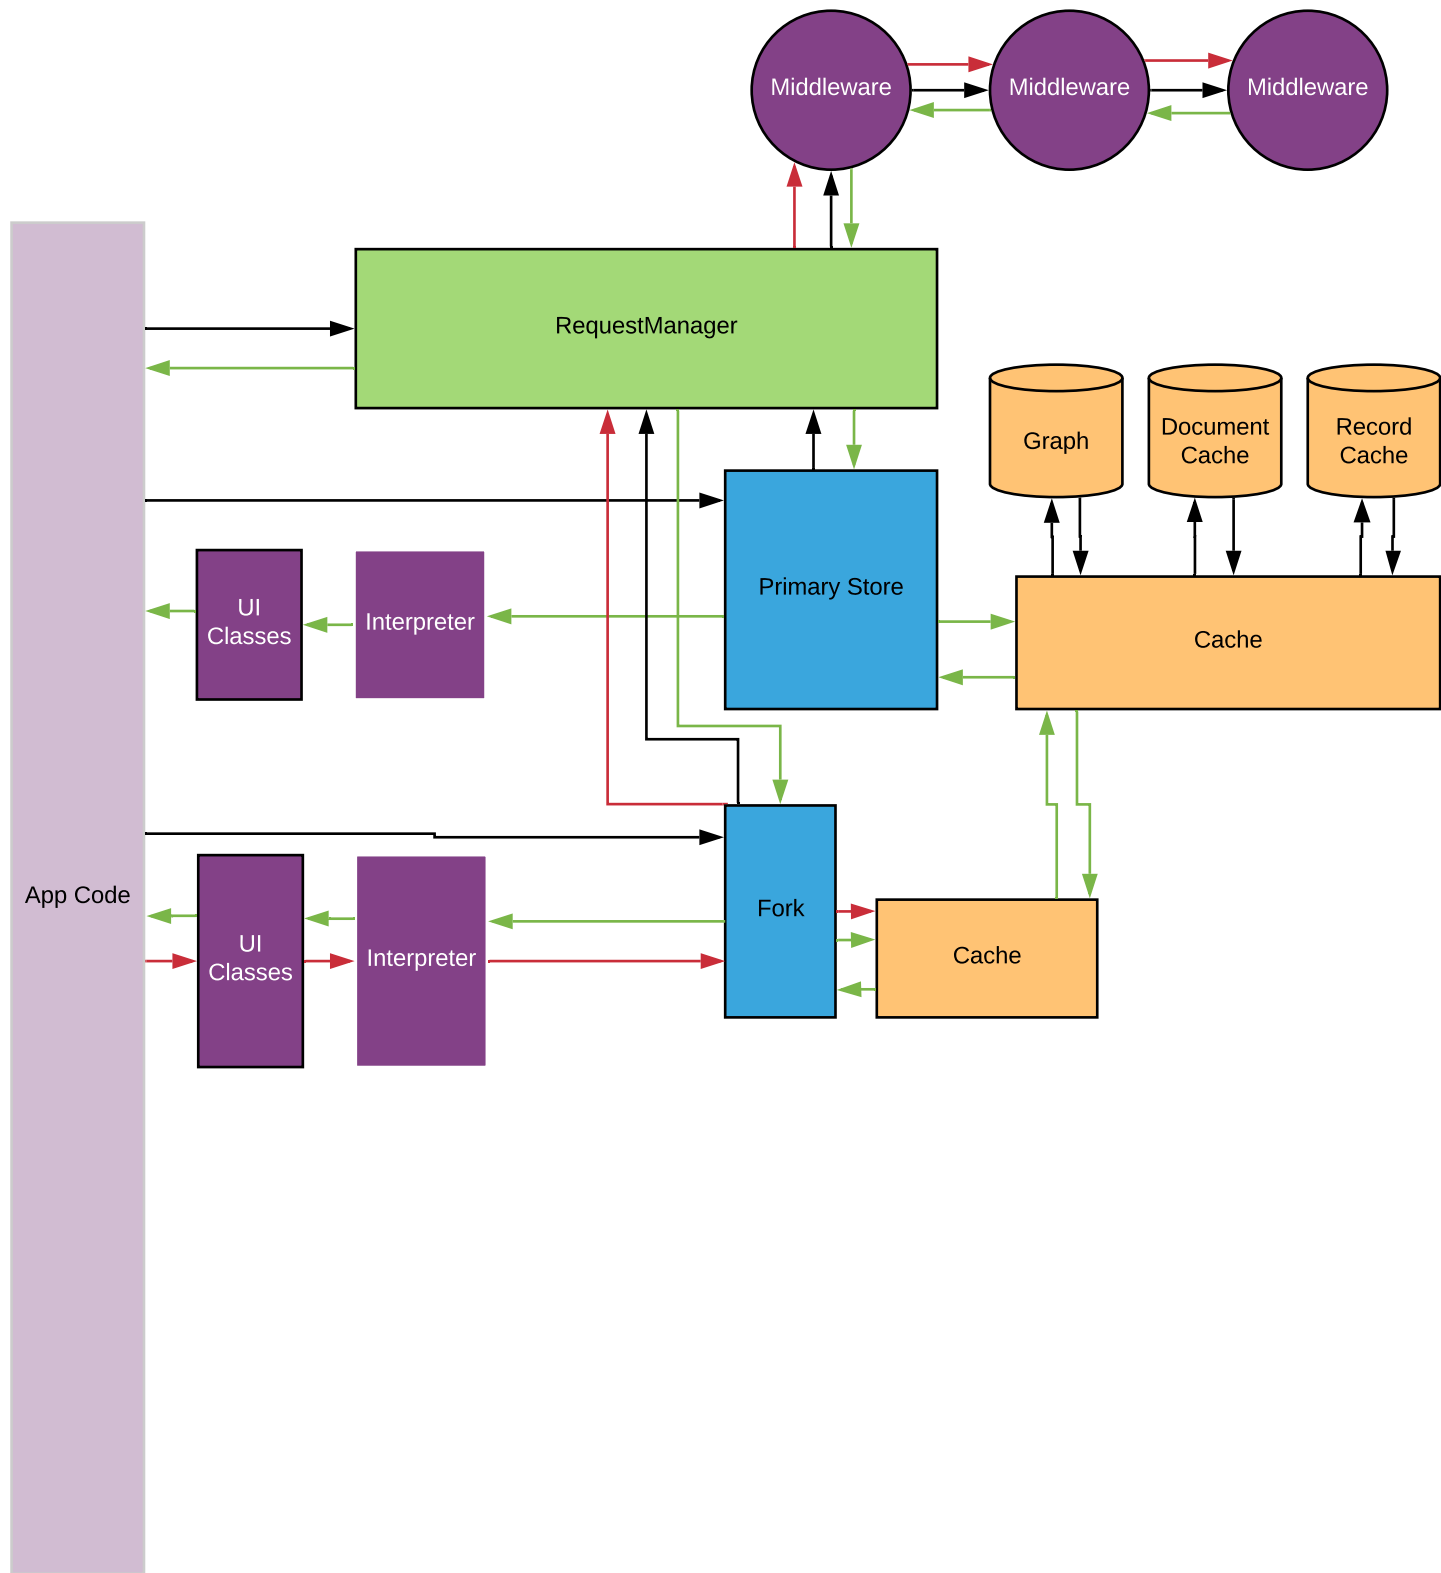 Middleware
Middleware
Middleware
RequestManager
Graph
Document
Cache
Record
Cache
Primary Store
UI
Classes
Interpreter
Cache
App Code
Fork
UI
Classes
Interpreter
Cache